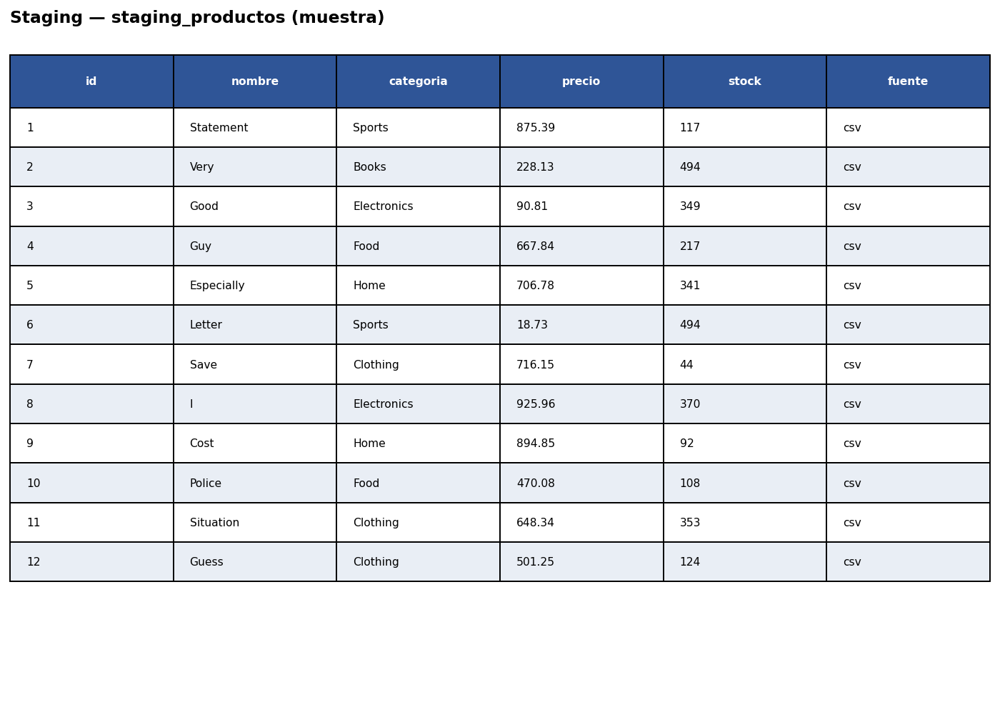 Staging — staging_productos (muestra)
id nombre categoria precio stock fuente
1 Statement Sports 875.39 117 csv
2 Very Books 228.13 494 csv
3 Good Electronics 90.81 349 csv
4 Guy Food 667.84 217 csv
5 Especially Home 706.78 341 csv
6 Letter Sports 18.73 494 csv
7 Save Clothing 716.15 44 csv
8 I Electronics 925.96 370 csv
9 Cost Home 894.85 92 csv
10 Police Food 470.08 108 csv
11 Situation Clothing 648.34 353 csv
12 Guess Clothing 501.25 124 csv